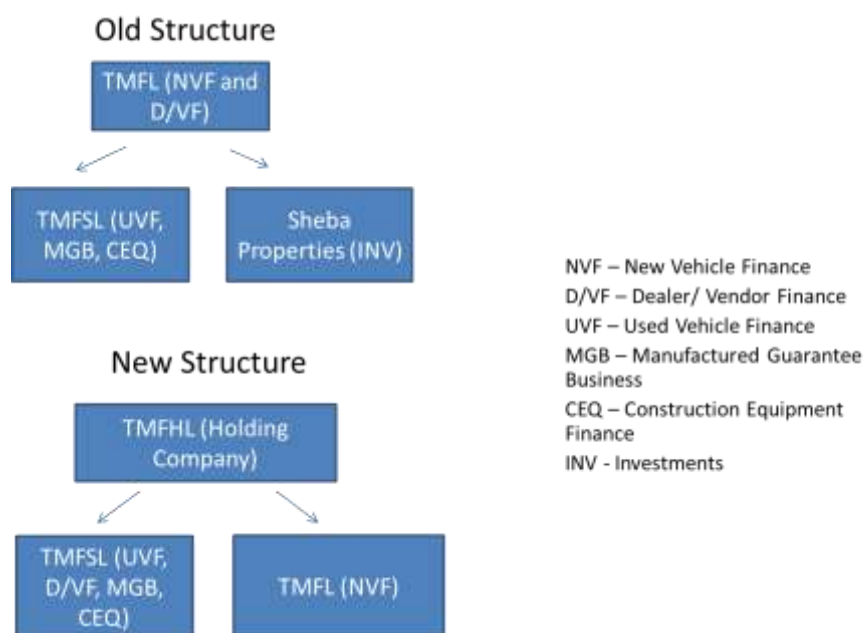 Old Structure
TMFL (NVF and
D/VF)
TMFSL (UVF,
MGB, CEQ)
Sheba
Properties (INV)
New Structure
TMFHL (Holding
Company)
TMFSL (UVF,
D/VF, MGB,
CEQ)
TMFL (NVF)
NVF – New Vehicle Finance
D/VF – Dealer/ Vendor Finance
UVF – Used Vehicle Finance
MGB – Manufactured Guarantee
Business
CEQ – Construction Equipment
Finance
INV - Investments